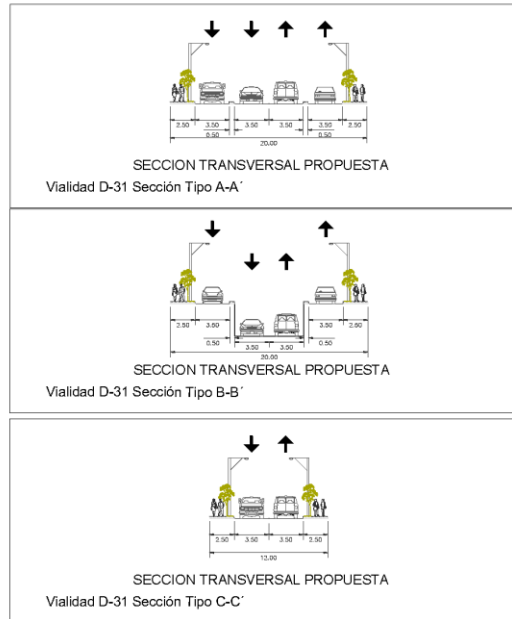 2.50 3.50 3.50 3.50 3.50 2.50
0.50 0.50
20.00
SECCION TRANSVERSAL PROPUESTA
Vialidad D-31 Sección Tipo A-A´
2.50 3.50 3.50 2.50
0.50 3.50 3.50 0.50
20.00
SECCION TRANSVERSAL PROPUESTA
Vialidad D-31 Sección Tipo B-B´
2.50 3.50 3.50 2.50
12.00
SECCION TRANSVERSAL PROPUESTA
Vialidad D-31 Sección Tipo C-C´